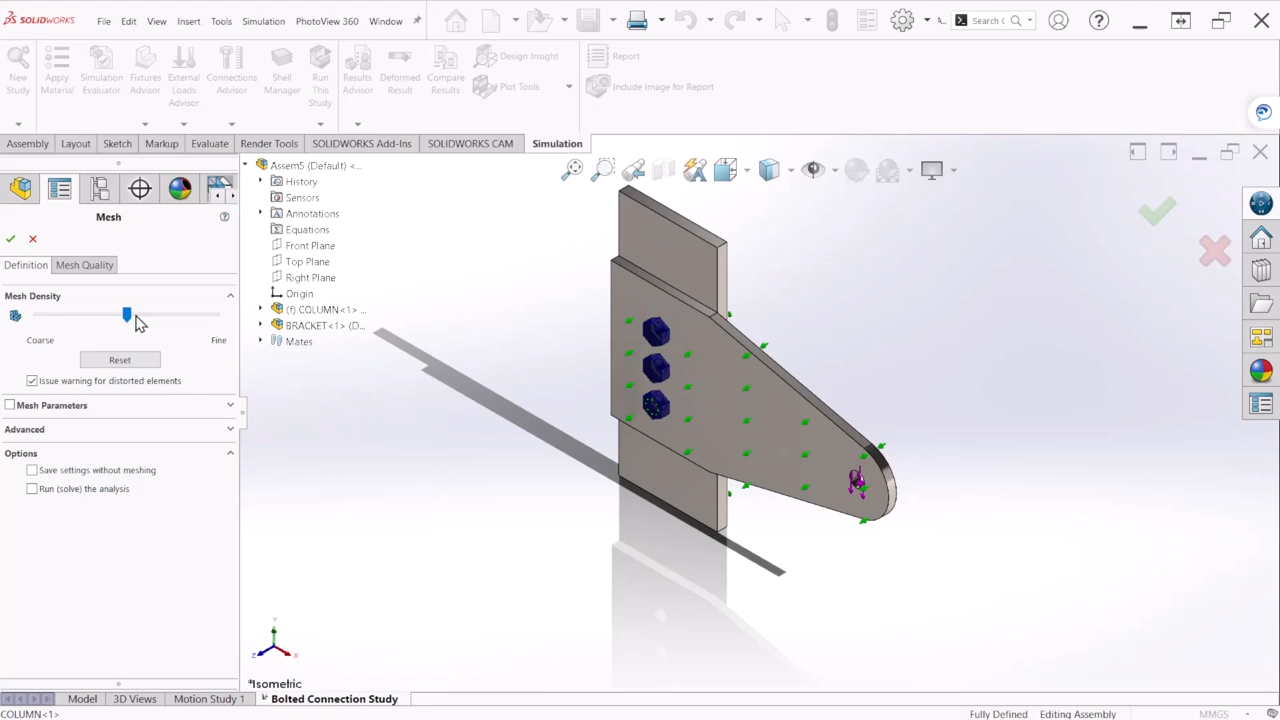 SOLIDWORKS
File Edit View Insert Tools Simulation PhotoView 360 Window
Search C
New
Study
Apply
Material
Simulation
Evaluator
Fixtures
Advisor
External
Loads
Advisor
Connections
Advisor
Shell
Manager
Run
This
Study
Results
Advisor
Deformed
Result
Compare
Results
Design Insight
Plot Tools
Report
Include Image for Report
Assembly Layout Sketch Markup Evaluate Render Tools SOLIDWORKS Add-Ins SOLIDWORKS CAM Simulation
Mesh
Definition Mesh Quality
Mesh Density
Coarse Fine
Reset
Issue warning for distorted elements
Mesh Parameters
Advanced
Options
Save settings without meshing
Run (solve) the analysis
Assem5 (Default) <...
History
Sensors
Annotations
Equations
Front Plane
Top Plane
Right Plane
Origin
(f) COLUMN<1> ...
BRACKET<1> (D...
Mates
Y
Z X
*Isometric
Model 3D Views Motion Study 1 Bolted Connection Study
COLUMN<1> Fully Defined Editing Assembly MMGS